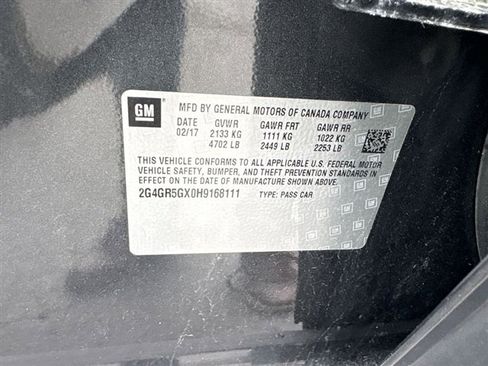 GM
MFD BY GENERAL MOTORS OF CANADA COMPANY
DATE GVWR GAWR FRT GAWR RR
02/17 2133 KG 1111 KG 1022 KG
4702 LB 2449 LB 2253 LB
THIS VEHICLE CONFORMS TO ALL APPLICABLE U.S. FEDERAL MOTOR
VEHICLE SAFETY, BUMPER, AND THEFT PREVENTION STANDARDS
IN EFFECT ON THE DATE OF MANUFACTURE SHOWN ABOVE.
2G4GR5GX0H9168111 TYPE: PASS CAR